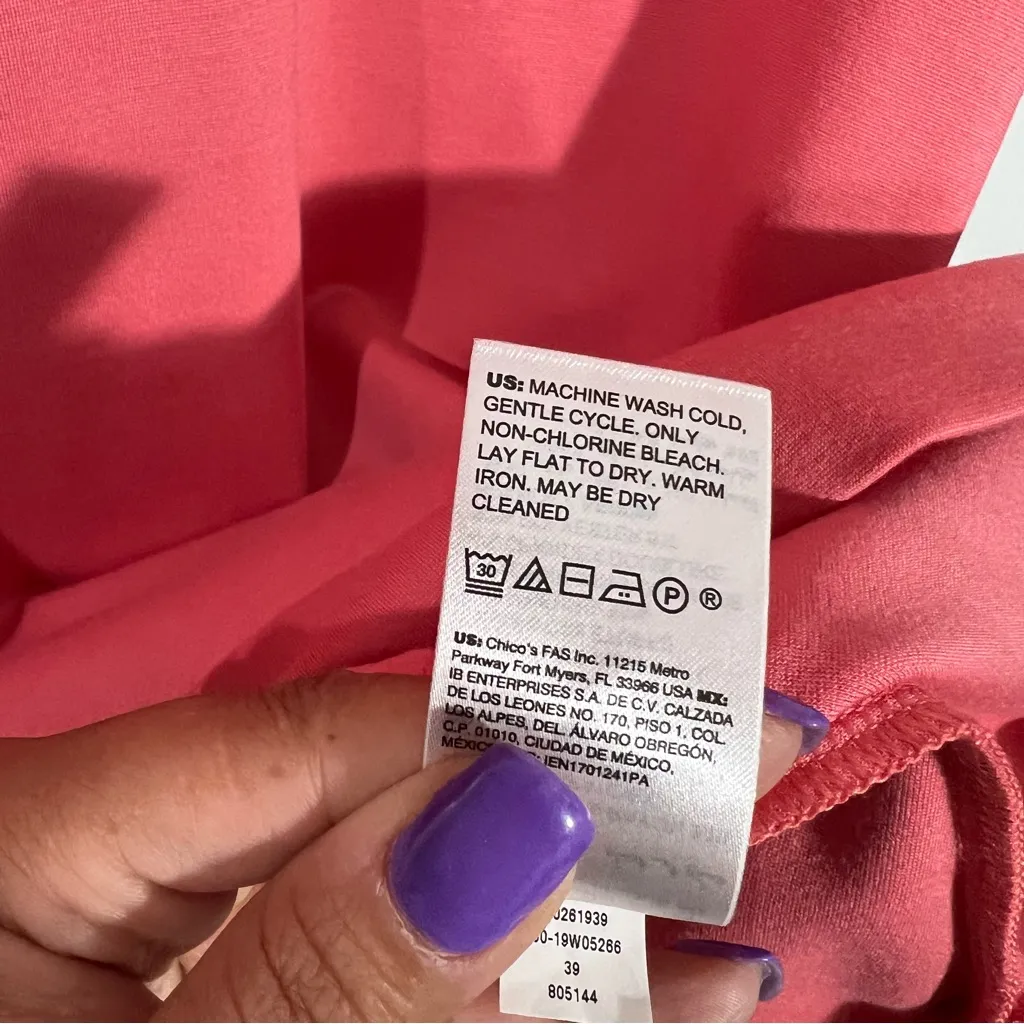 US: MACHINE WASH COLD,
GENTLE CYCLE. ONLY
NON-CHLORINE BLEACH.
LAY FLAT TO DRY. WARM
IRON. MAY BE DRY
CLEANED
30 P ®
US: Chico's FAS Inc. 11215 Metro
Parkway Fort Myers, FL 33966 USA MX:
IB ENTERPRISES S.A. DE C.V. CALZADA
DE LOS LEONES NO. 170, PISO 1, COL.
LOS ALPES, DEL. ÁLVARO OBREGÓN,
C.P. 01010, CIUDAD DE MÉXICO,
IEN1701241PA
261939
0-19W05266
39
805144